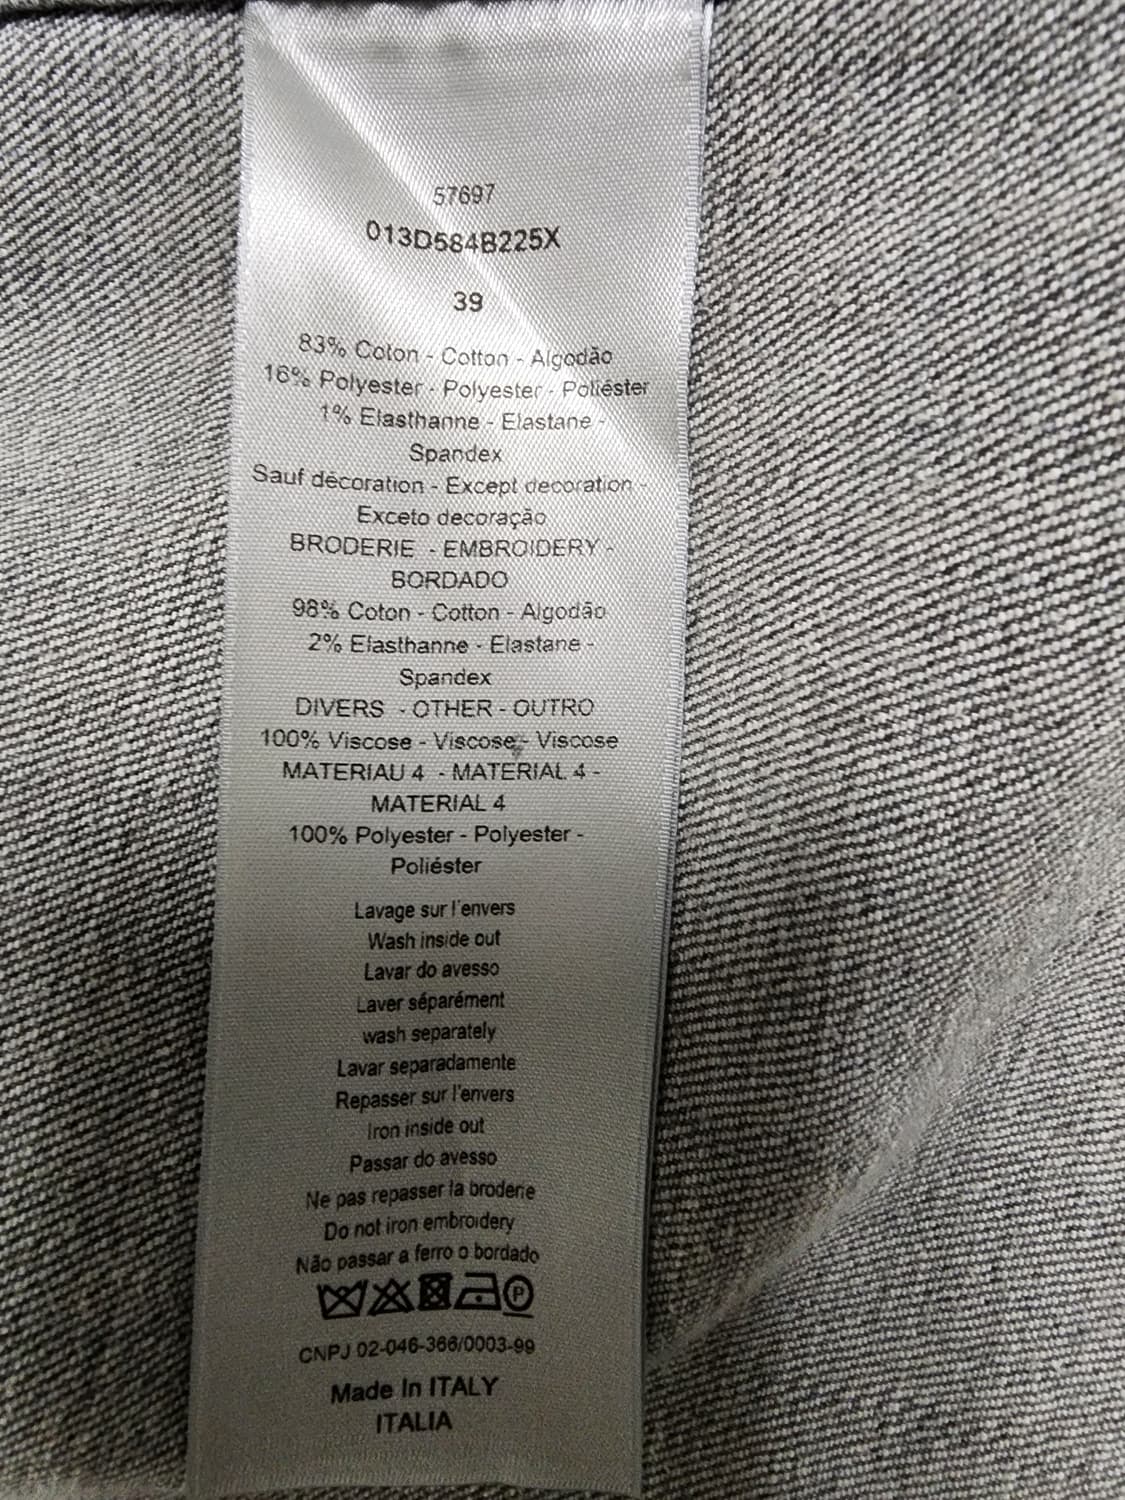 57697
013D584B225X
39
83% Coton - Cotton - Algodão
16% Polyester - Polyester - Poliéster
1% Elasthanne - Elastane -
Spandex
Sauf décoration - Except decoration -
Exceto decoração
BRODERIE - EMBROIDERY -
BORDADO
98% Coton - Cotton - Algodão
2% Elasthanne - Elastane -
Spandex
DIVERS - OTHER - OUTRO
100% Viscose - Viscose - Viscose
MATERIAU 4 - MATERIAL 4 -
MATERIAL 4
100% Polyester - Polyester -
Poliéster
Lavage sur l'envers
Wash inside out
Lavar do avesso
Laver séparément
wash separately
Lavar separadamente
Repasser sur l'envers
Iron inside out
Passar do avesso
Ne pas repasser la broderie
Do not iron embroidery
Não passar a ferro o bordado
P
CNPJ 02-046-366/0003-99
Made In ITALY
ITALIA